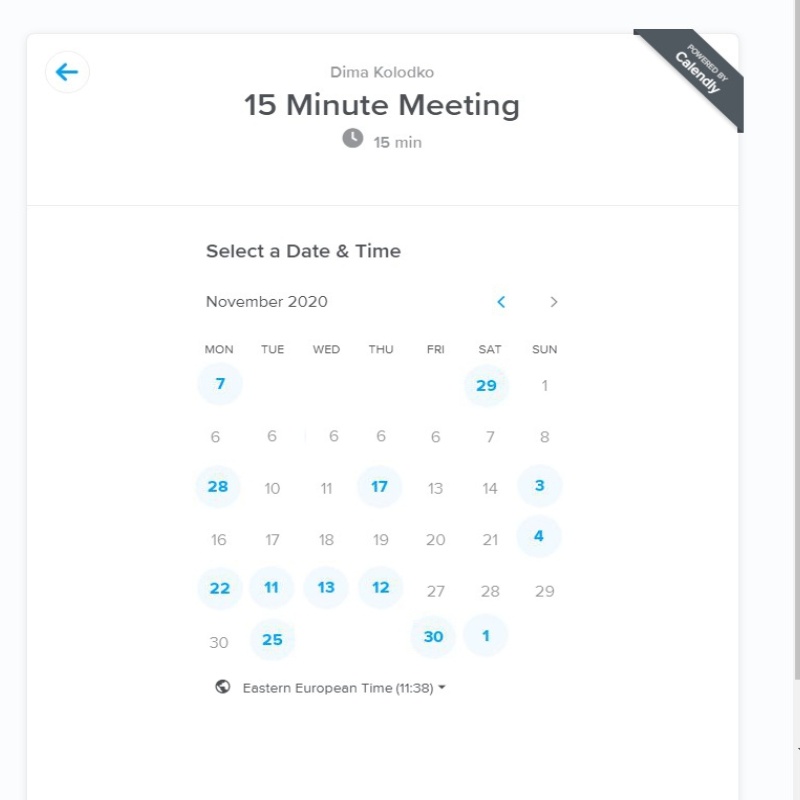 Dima Kolodko
POWERED BY
Calendly
15 Minute Meeting
15 min
Select a Date & Time
November 2020
MON TUE WED THU FRI SAT SUN
7 29 1
6 6 6 6 6 7 8
28 10 11 17 13 14 3
16 17 18 19 20 21 4
22 11 13 12 27 28 29
30 25 30 1
Eastern European Time (11:38)